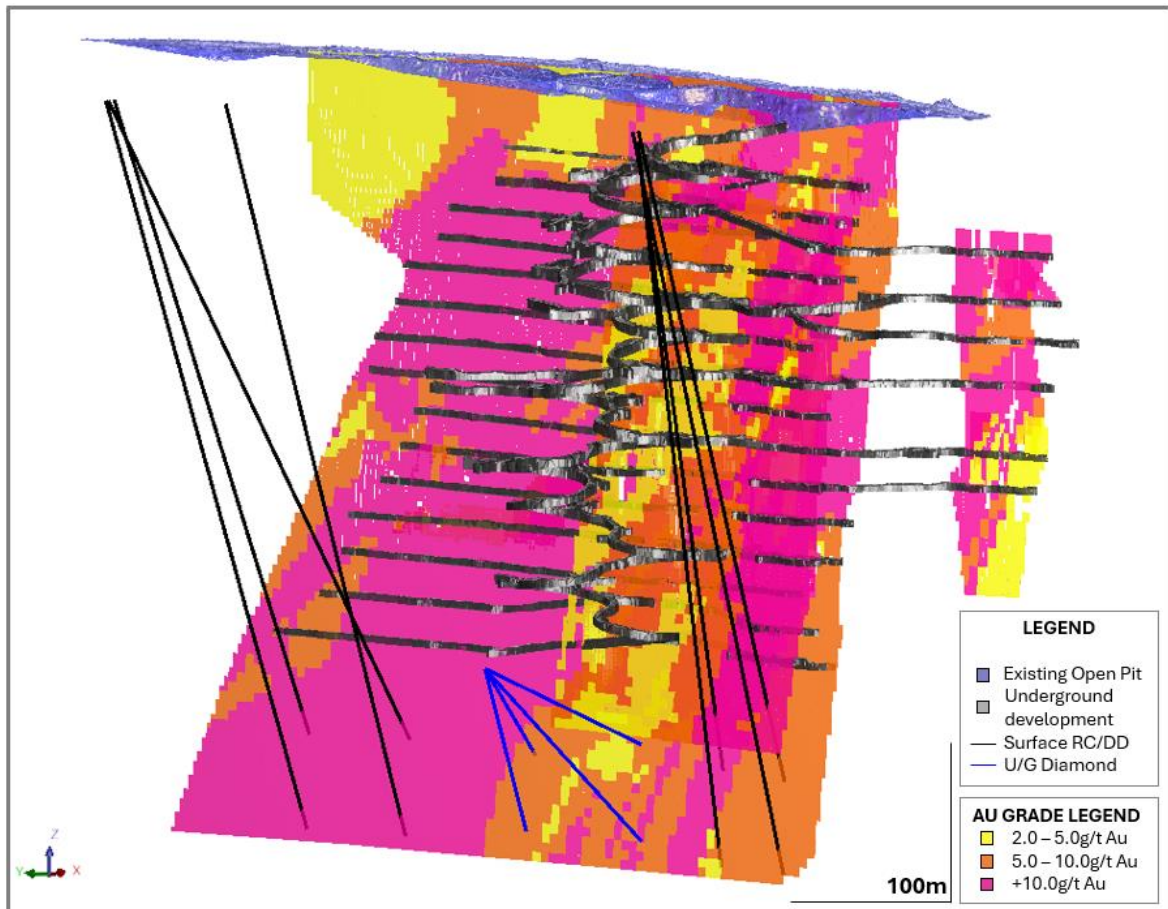 LEGEND
Existing Open Pit
Underground
development
Surface RC/DD
U/G Diamond
AU GRADE LEGEND
2.0 – 5.0g/t Au
5.0 – 10.0g/t Au
+10.0g/t Au
100m
Z
Y
X